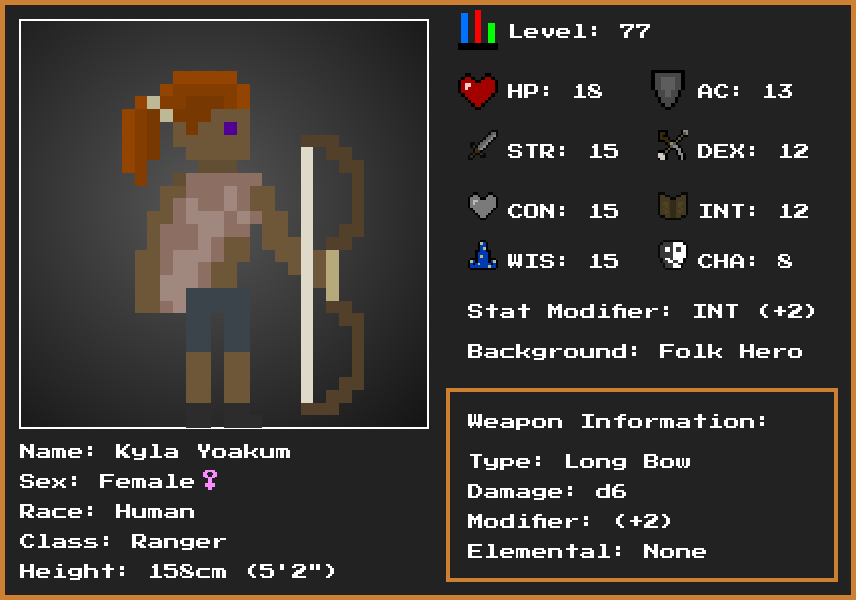 Level: 77
HP: 18 AC: 13
STR: 15 DEX: 12
CON: 15 INT: 12
WIS: 15 CHA: 8
Stat Modifier: INT (+2)
Background: Folk Hero
Weapon Information:
Type: Long Bow
Damage: d6
Modifier: (+2)
Elemental: None
Name: Kyla Yoakum
Sex: Female♀
Race: Human
Class: Ranger
Height: 158cm (5'2")